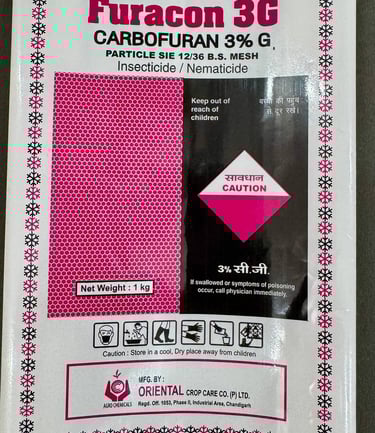 Furacon 3G
CARBOFURAN 3% G.
PARTICLE SIE 12/36 B.S. MESH
Insecticide / Nematicide
Keep out of
reach of
children
बच्चों की पहुंच
से दूर रखें।
सावधान
CAUTION
3% सी.जी.
If swallowed or symptoms of poisoning
occur, call physician immediately.
Net Weight : 1 kg
Caution : Store in a cool, Dry place away from children
MFG. BY :
ORIENTAL CROP CARE CO. (P) LTD.
Regd. Off. 1053, Phase II, Industrial Area, Chandigarh
AGRO CHEMICALS